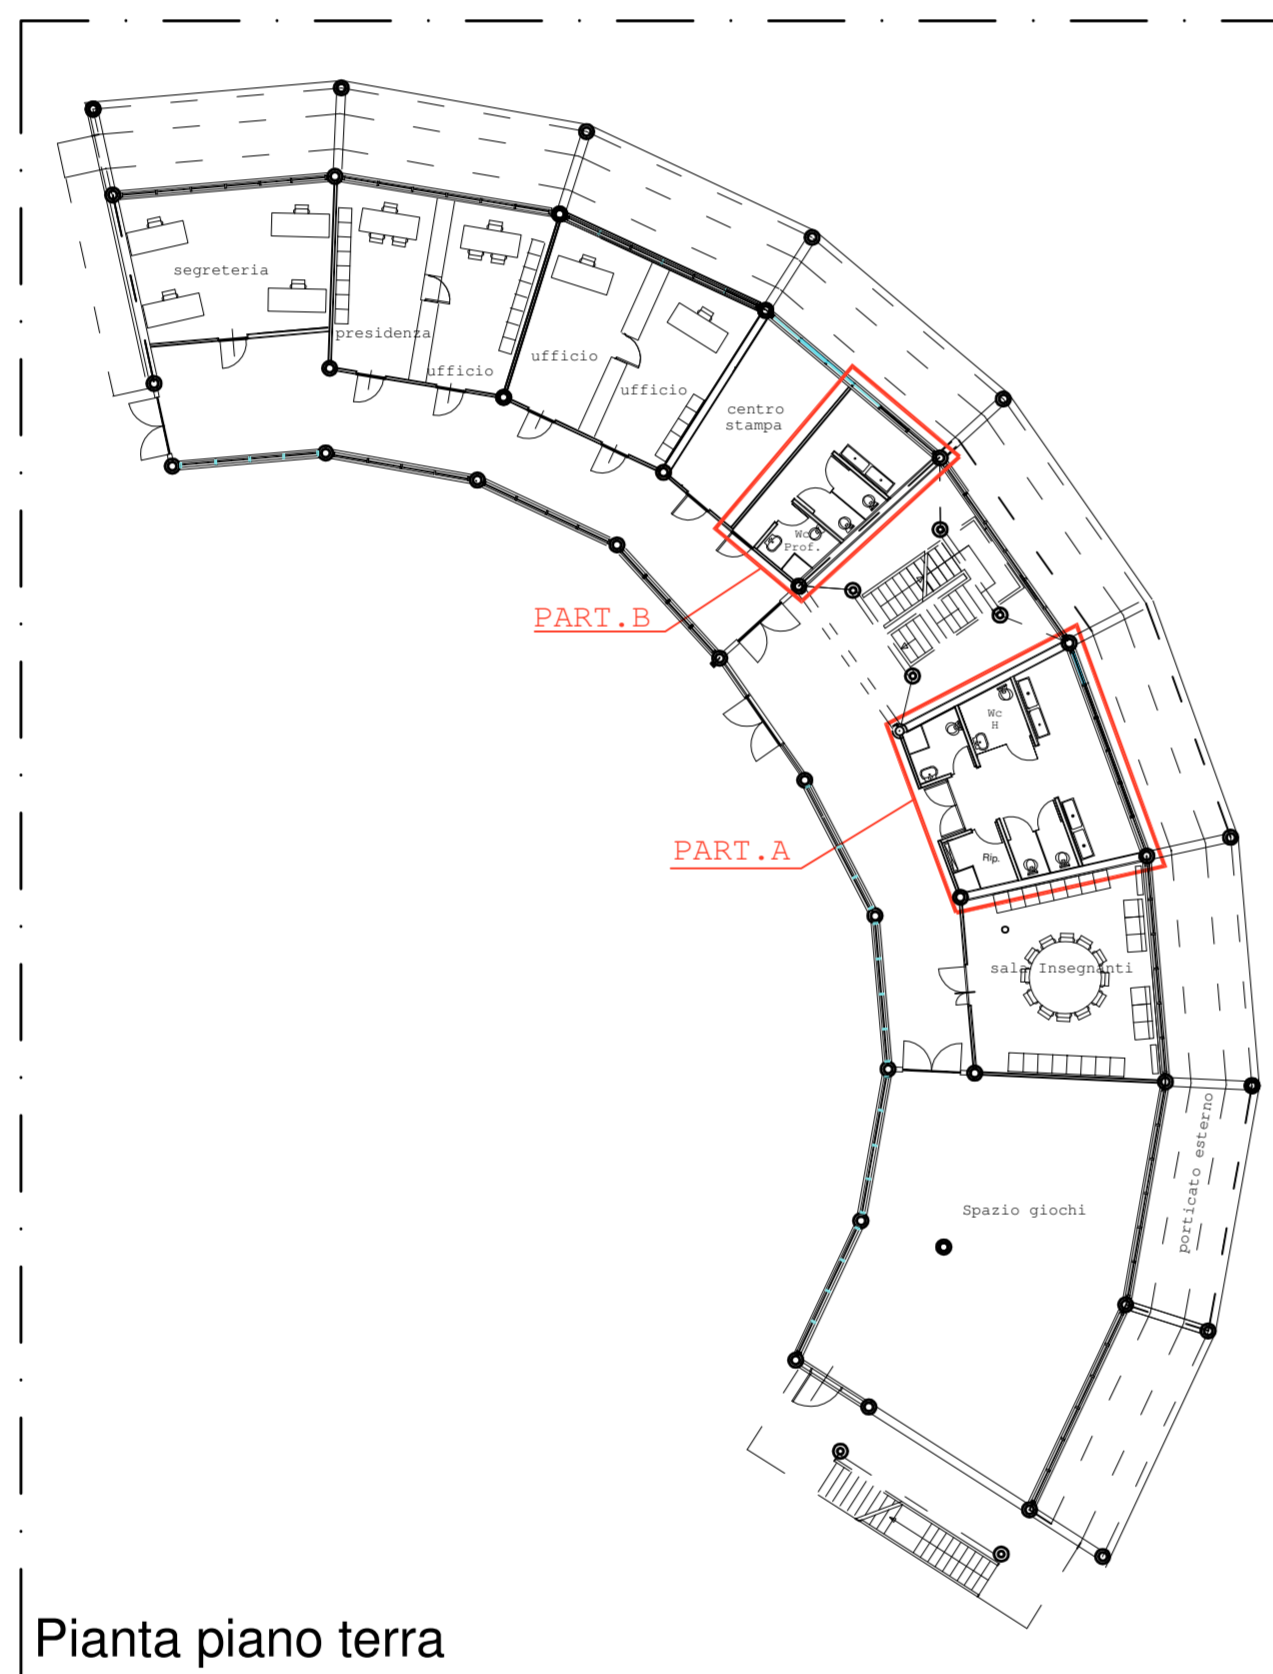 segreteria
presidenza
ufficio
ufficio
ufficio
centro
stampa
Wc
Prof.
PART.B
Wc
H
PART.A
Rip.
sala Insegnanti
porticato esterno
Spazio giochi
Pianta piano terra